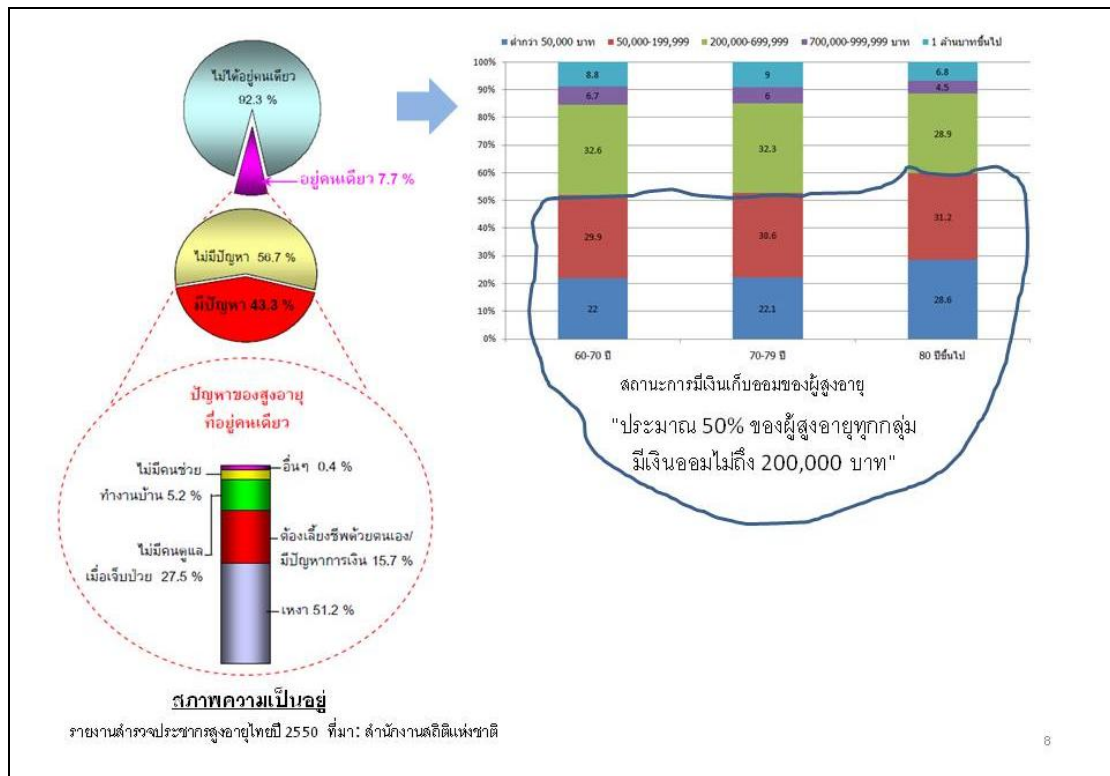 ไม่ได้อยู่คนเดียว
92.3 %
อยู่คนเดียว 7.7 %
ไม่มีปัญหา 56.7 %
มีปัญหา 43.3 %
ปัญหาของสูงอายุ
ที่อยู่คนเดียว
ไม่มีคนช่วย
ทำงานบ้าน 5.2 %
อื่นๆ 0.4 %
ไม่มีคนดูแล
เมื่อเจ็บป่วย 27.5 %
ต้องเลี้ยงชีพด้วยตนเอง/
มีปัญหาการเงิน 15.7 %
เหงา 51.2 %
สภาพความเป็นอยู่
รายงานสำรวจประชากรสูงอายุไทยปี 2550 ที่มา: สำนักงานสถิติแห่งชาติ
ต่ำกว่า 50,000 บาท 50,000-199,999 200,000-699,999 700,000-999,999 บาท 1 ล้านบาทขึ้นไป
100%
90%
80%
70%
60%
50%
40%
30%
20%
10%
0%
8.8 9 6.8
6.7 6 4.5
32.6 32.3 28.9
29.9 30.6 31.2
22 22.1 28.6
60-70 ปี 70-79 ปี 80 ปีขึ้นไป
สถานะการมีเงินเก็บออมของผู้สูงอายุ
"ประมาณ 50% ของผู้สูงอายุทุกกลุ่ม
มีเงินออมไม่ถึง 200,000 บาท"
8